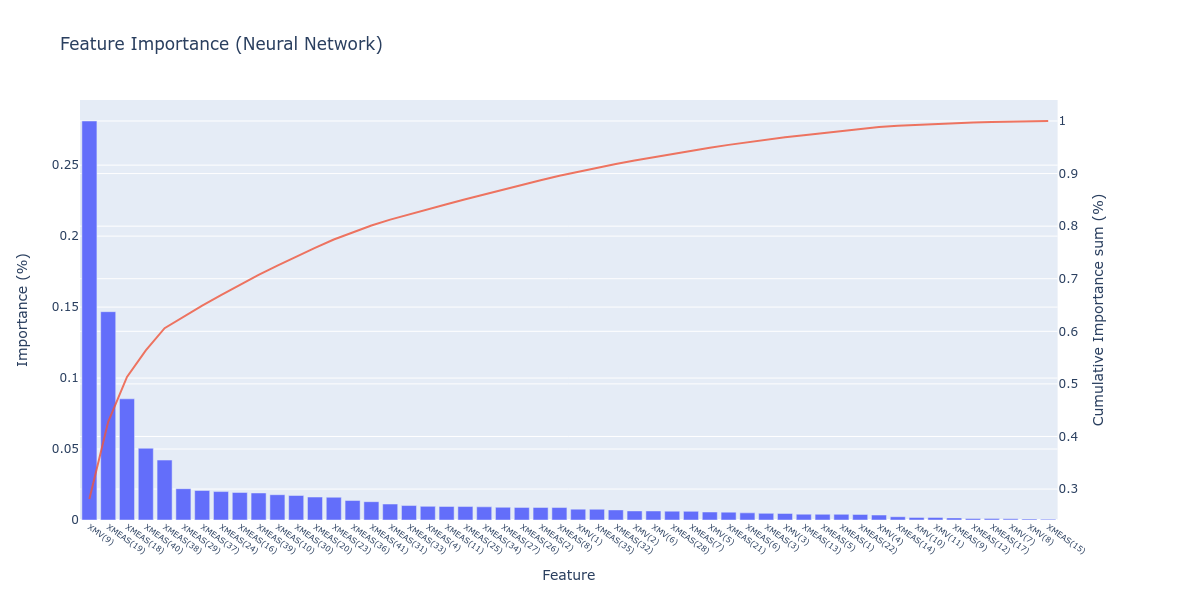 Feature Importance (Neural Network)
0.25
0.2
0.15
0.1
0.05
0
Importance (%)
1
0.9
0.8
0.7
0.6
0.5
0.4
0.3
Cumulative Importance sum (%)
XMV(9)
XMEAS(19)
XMEAS(18)
XMEAS(40)
XMEAS(38)
XMEAS(29)
XMEAS(37)
XMEAS(24)
XMEAS(16)
XMEAS(39)
XMEAS(10)
XMEAS(30)
XMEAS(20)
XMEAS(23)
XMEAS(36)
XMEAS(41)
XMEAS(31)
XMEAS(33)
XMEAS(4)
XMEAS(11)
XMEAS(25)
XMEAS(34)
XMEAS(27)
XMEAS(26)
XMEAS(2)
XMEAS(8)
XMV(1)
XMEAS(35)
XMEAS(32)
XMV(2)
XMV(6)
XMEAS(28)
XMEAS(7)
XMV(5)
XMEAS(21)
XMEAS(6)
XMEAS(3)
XMV(3)
XMEAS(13)
XMEAS(5)
XMEAS(1)
XMEAS(22)
XMV(4)
XMEAS(14)
XMV(10)
XMV(11)
XMEAS(9)
XMEAS(12)
XMEAS(17)
XMV(7)
XMV(8)
XMEAS(15)
Feature